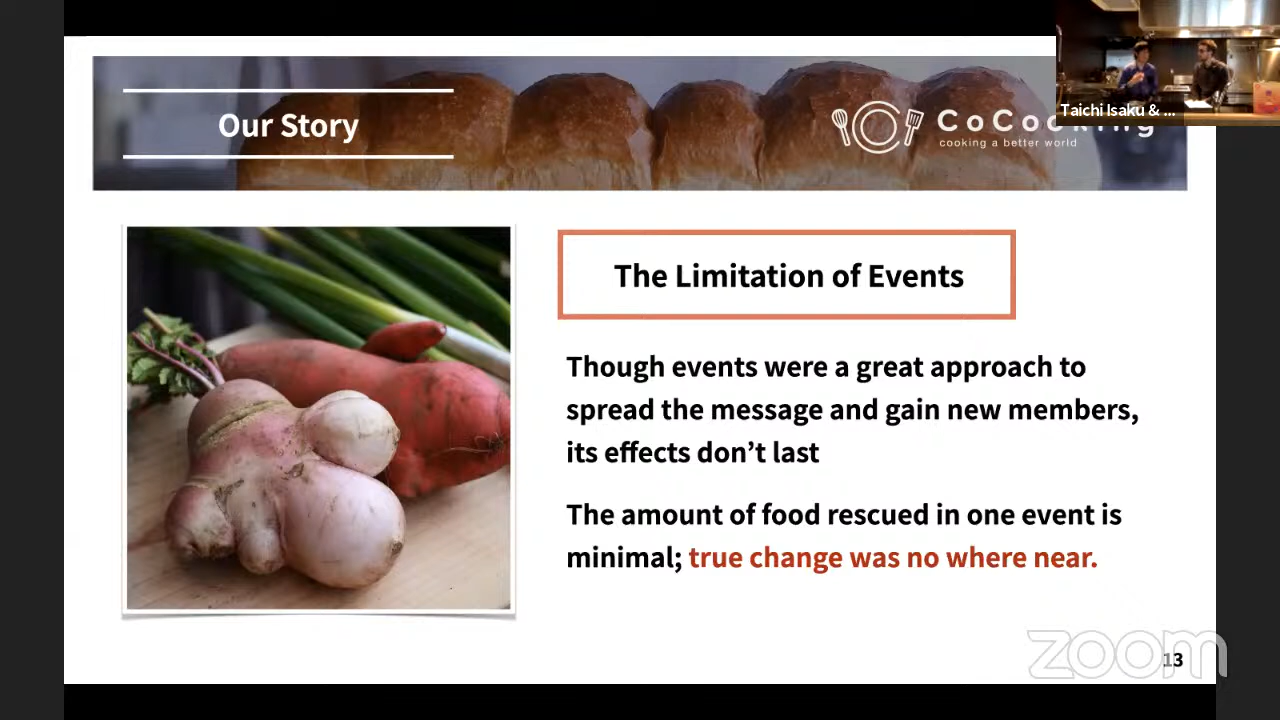 Our Story
CoCooking
cooking a better world
Taichi Isaku & ...
The Limitation of Events
Though events were a great approach to
spread the message and gain new members,
its effects don’t last
The amount of food rescued in one event is
minimal; true change was no where near.
zoom
13